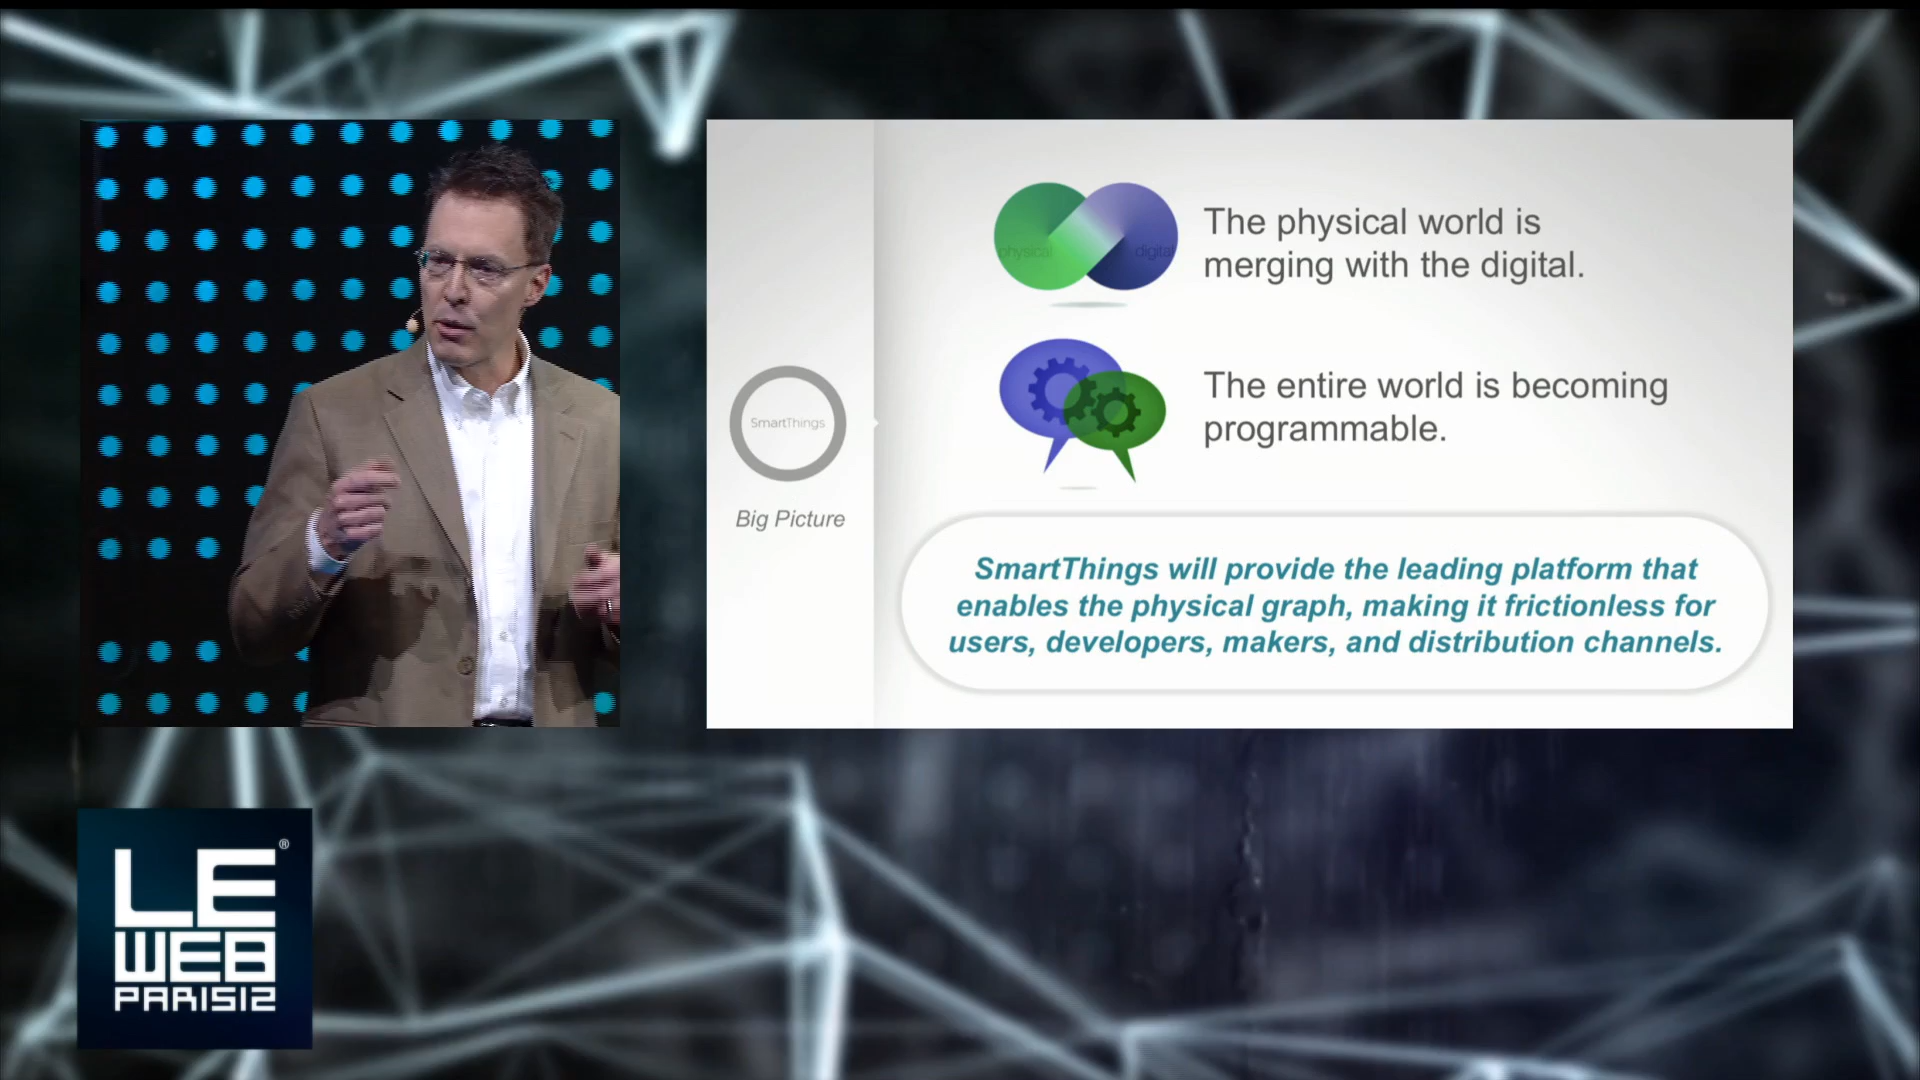 physical
digital
The physical world is
merging with the digital.
The entire world is becoming
programmable.
SmartThings
Big Picture
SmartThings will provide the leading platform that
enables the physical graph, making it frictionless for
users, developers, makers, and distribution channels.
LE®
WEB
PARIS12